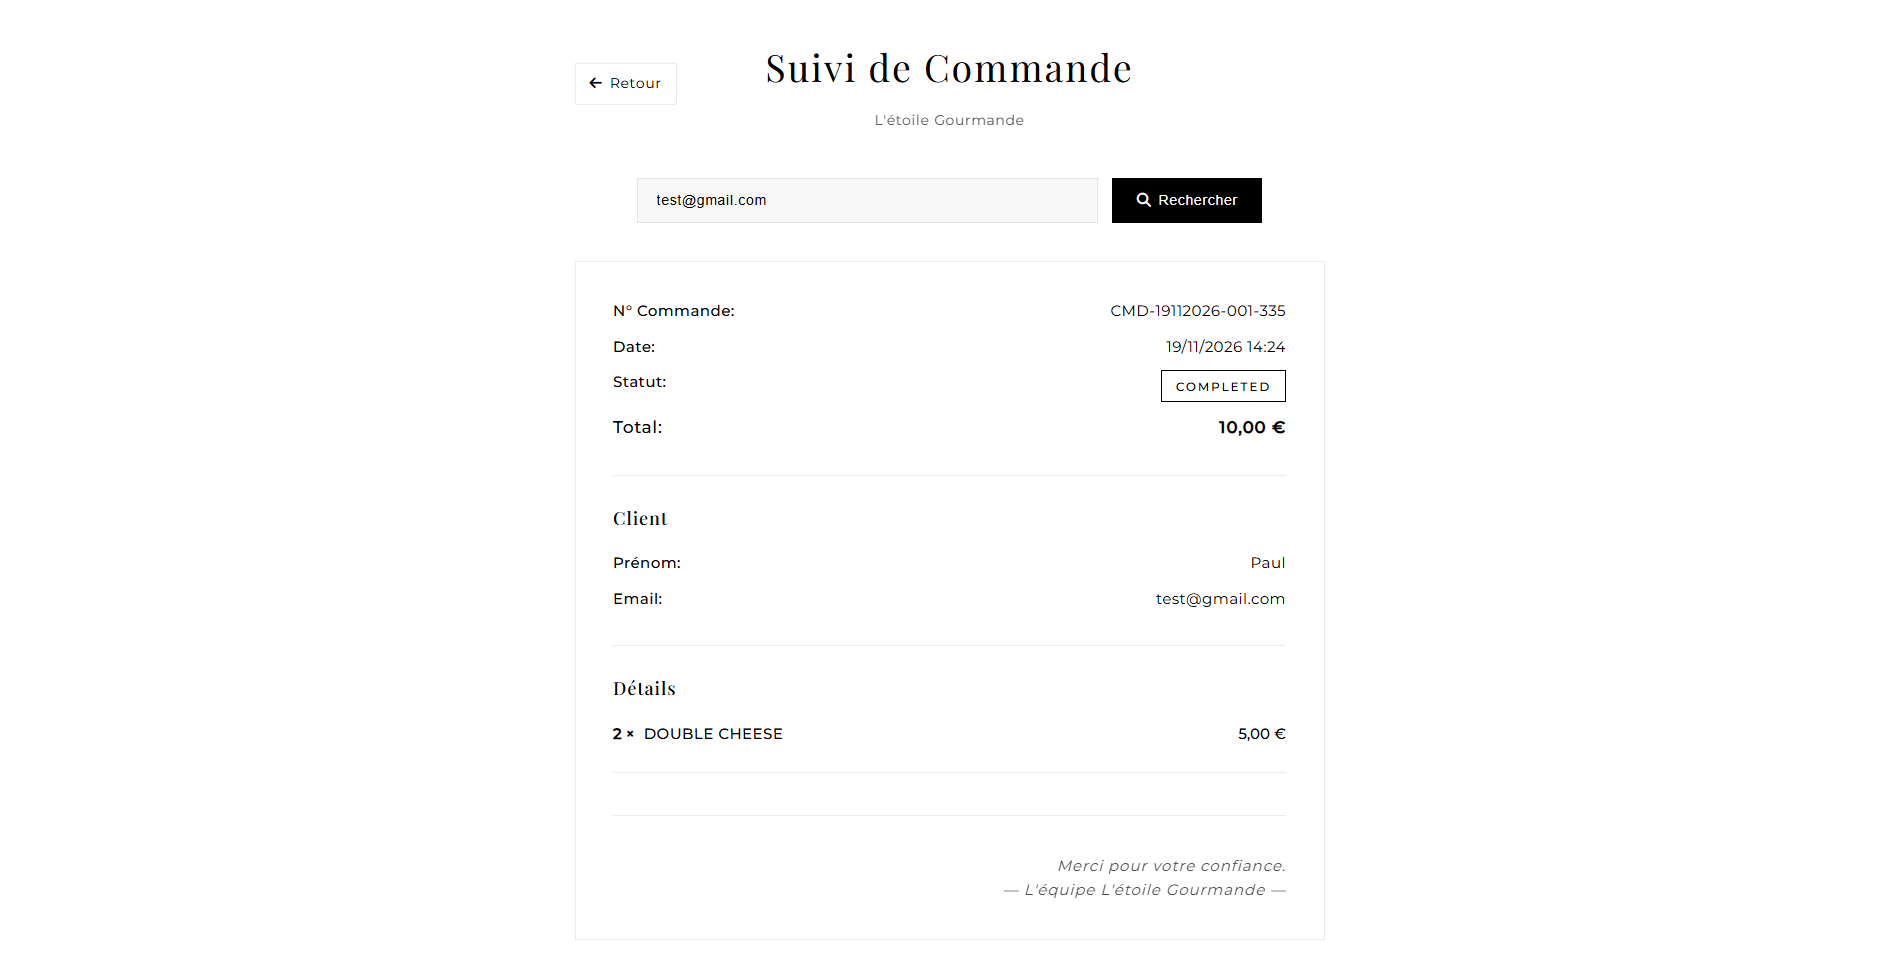 Suivi de Commande
← Retour
L'étoile Gourmande
test@gmail.com
Rechercher
N° Commande: CMD-19112026-001-335
Date: 19/11/2026 14:24
Statut: COMPLETED
Total: 10,00 €
Client
Prénom: Paul
Email: test@gmail.com
Détails
2 × DOUBLE CHEESE 5,00 €
Merci pour votre confiance.
— L'équipe L'étoile Gourmande —